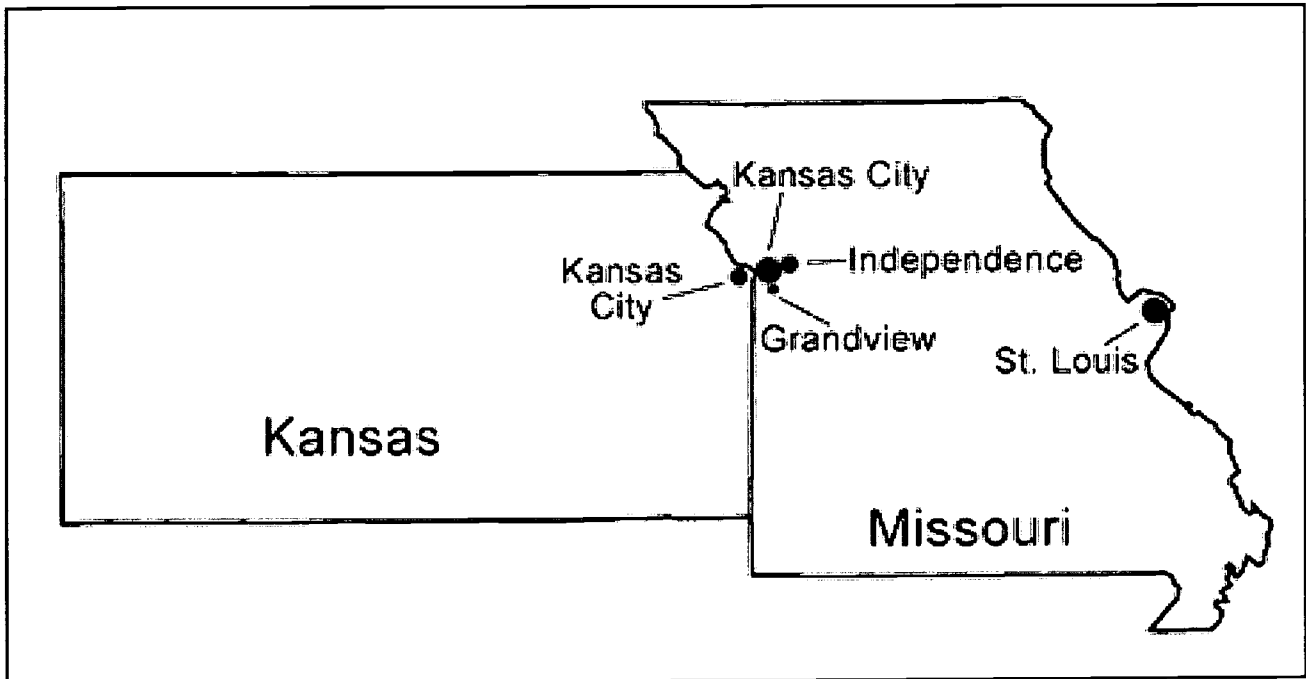 Kansas City
Independence
Kansas
City
Grandview
St. Louis
Kansas
Missouri